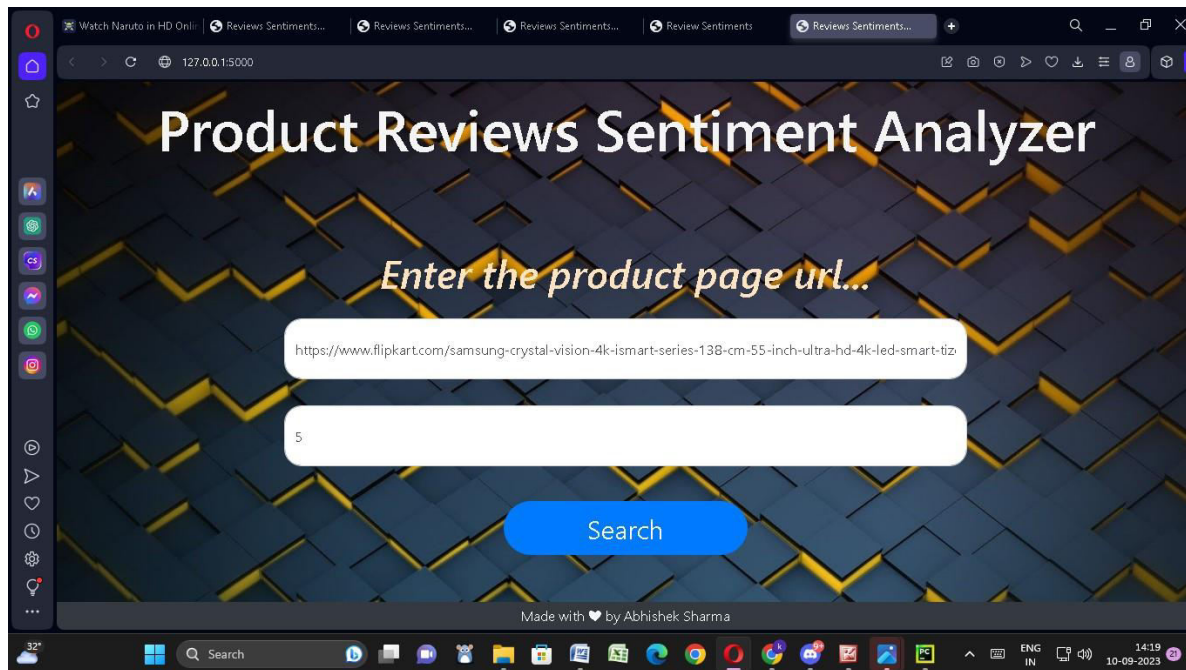 Watch Naruto in HD Onlin
Reviews Sentiments...
Reviews Sentiments...
Reviews Sentiments...
Review Sentiments
Reviews Sentiments...
127.0.0.1:5000
Product Reviews Sentiment Analyzer
Enter the product page url...
https://www.flipkart.com/samsung-crystal-vision-4k-ismart-series-138-cm-55-inch-ultra-hd-4k-led-smart-tize
5
Search
Made with ❤ by Abhishek Sharma
32°
Search
ENG
IN
14:19
10-09-2023
21